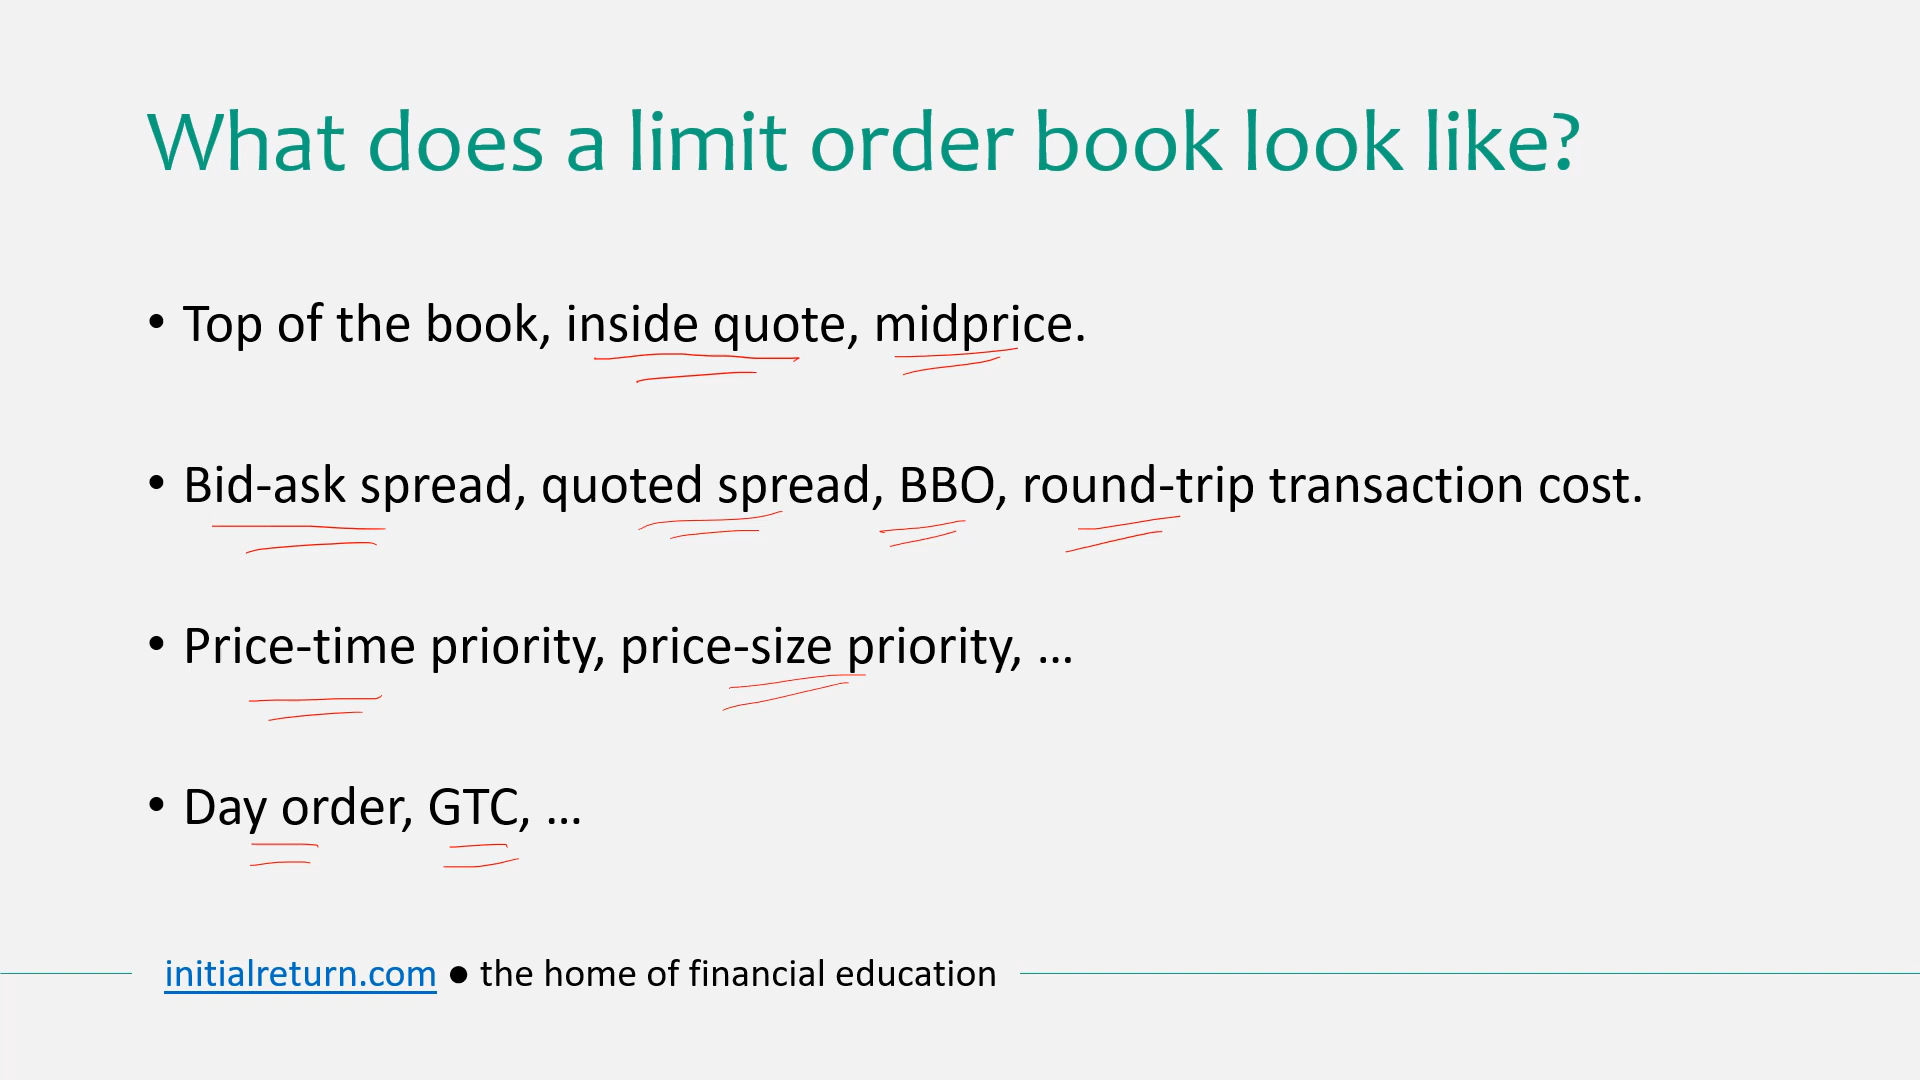 What does a limit order book look like?
• Top of the book, inside quote, midprice.
• Bid-ask spread, quoted spread, BBO, round-trip transaction cost.
• Price-time priority, price-size priority, ...
• Day order, GTC, ...
initialreturn.com ● the home of financial education